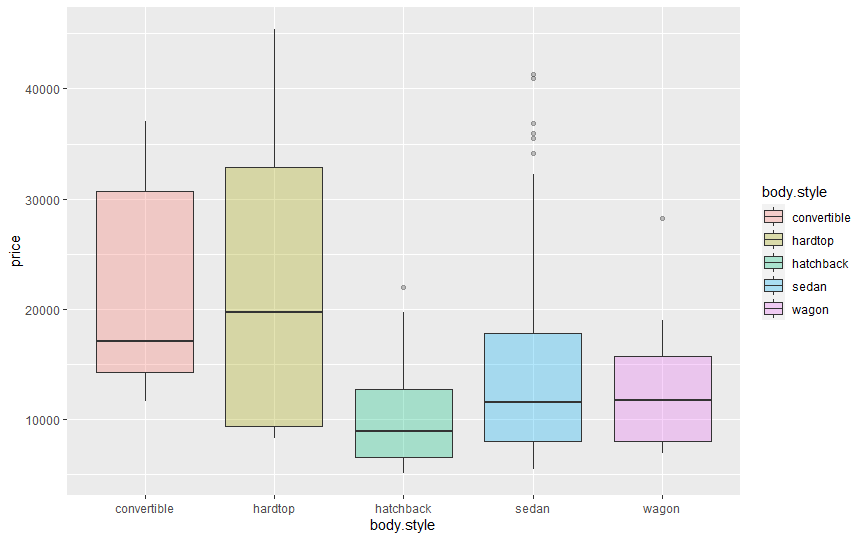 40000
30000
20000
10000
price
convertible
hardtop
hatchback
sedan
wagon
body.style
body.style
convertible
hardtop
hatchback
sedan
wagon